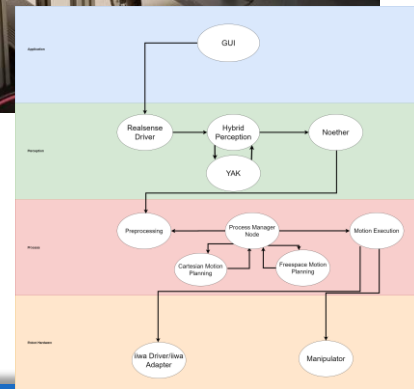 Application
GUI
Perception
Realsense
Driver
Hybrid
Perception
Noether
YAK
Process
Preprocessing
Process Manager
Node
Motion Execution
Cartesian Motion
Planning
Freespace Motion
Planning
Robot Hardware
iiwa Driver/iiwa
Adapter
Manipulator